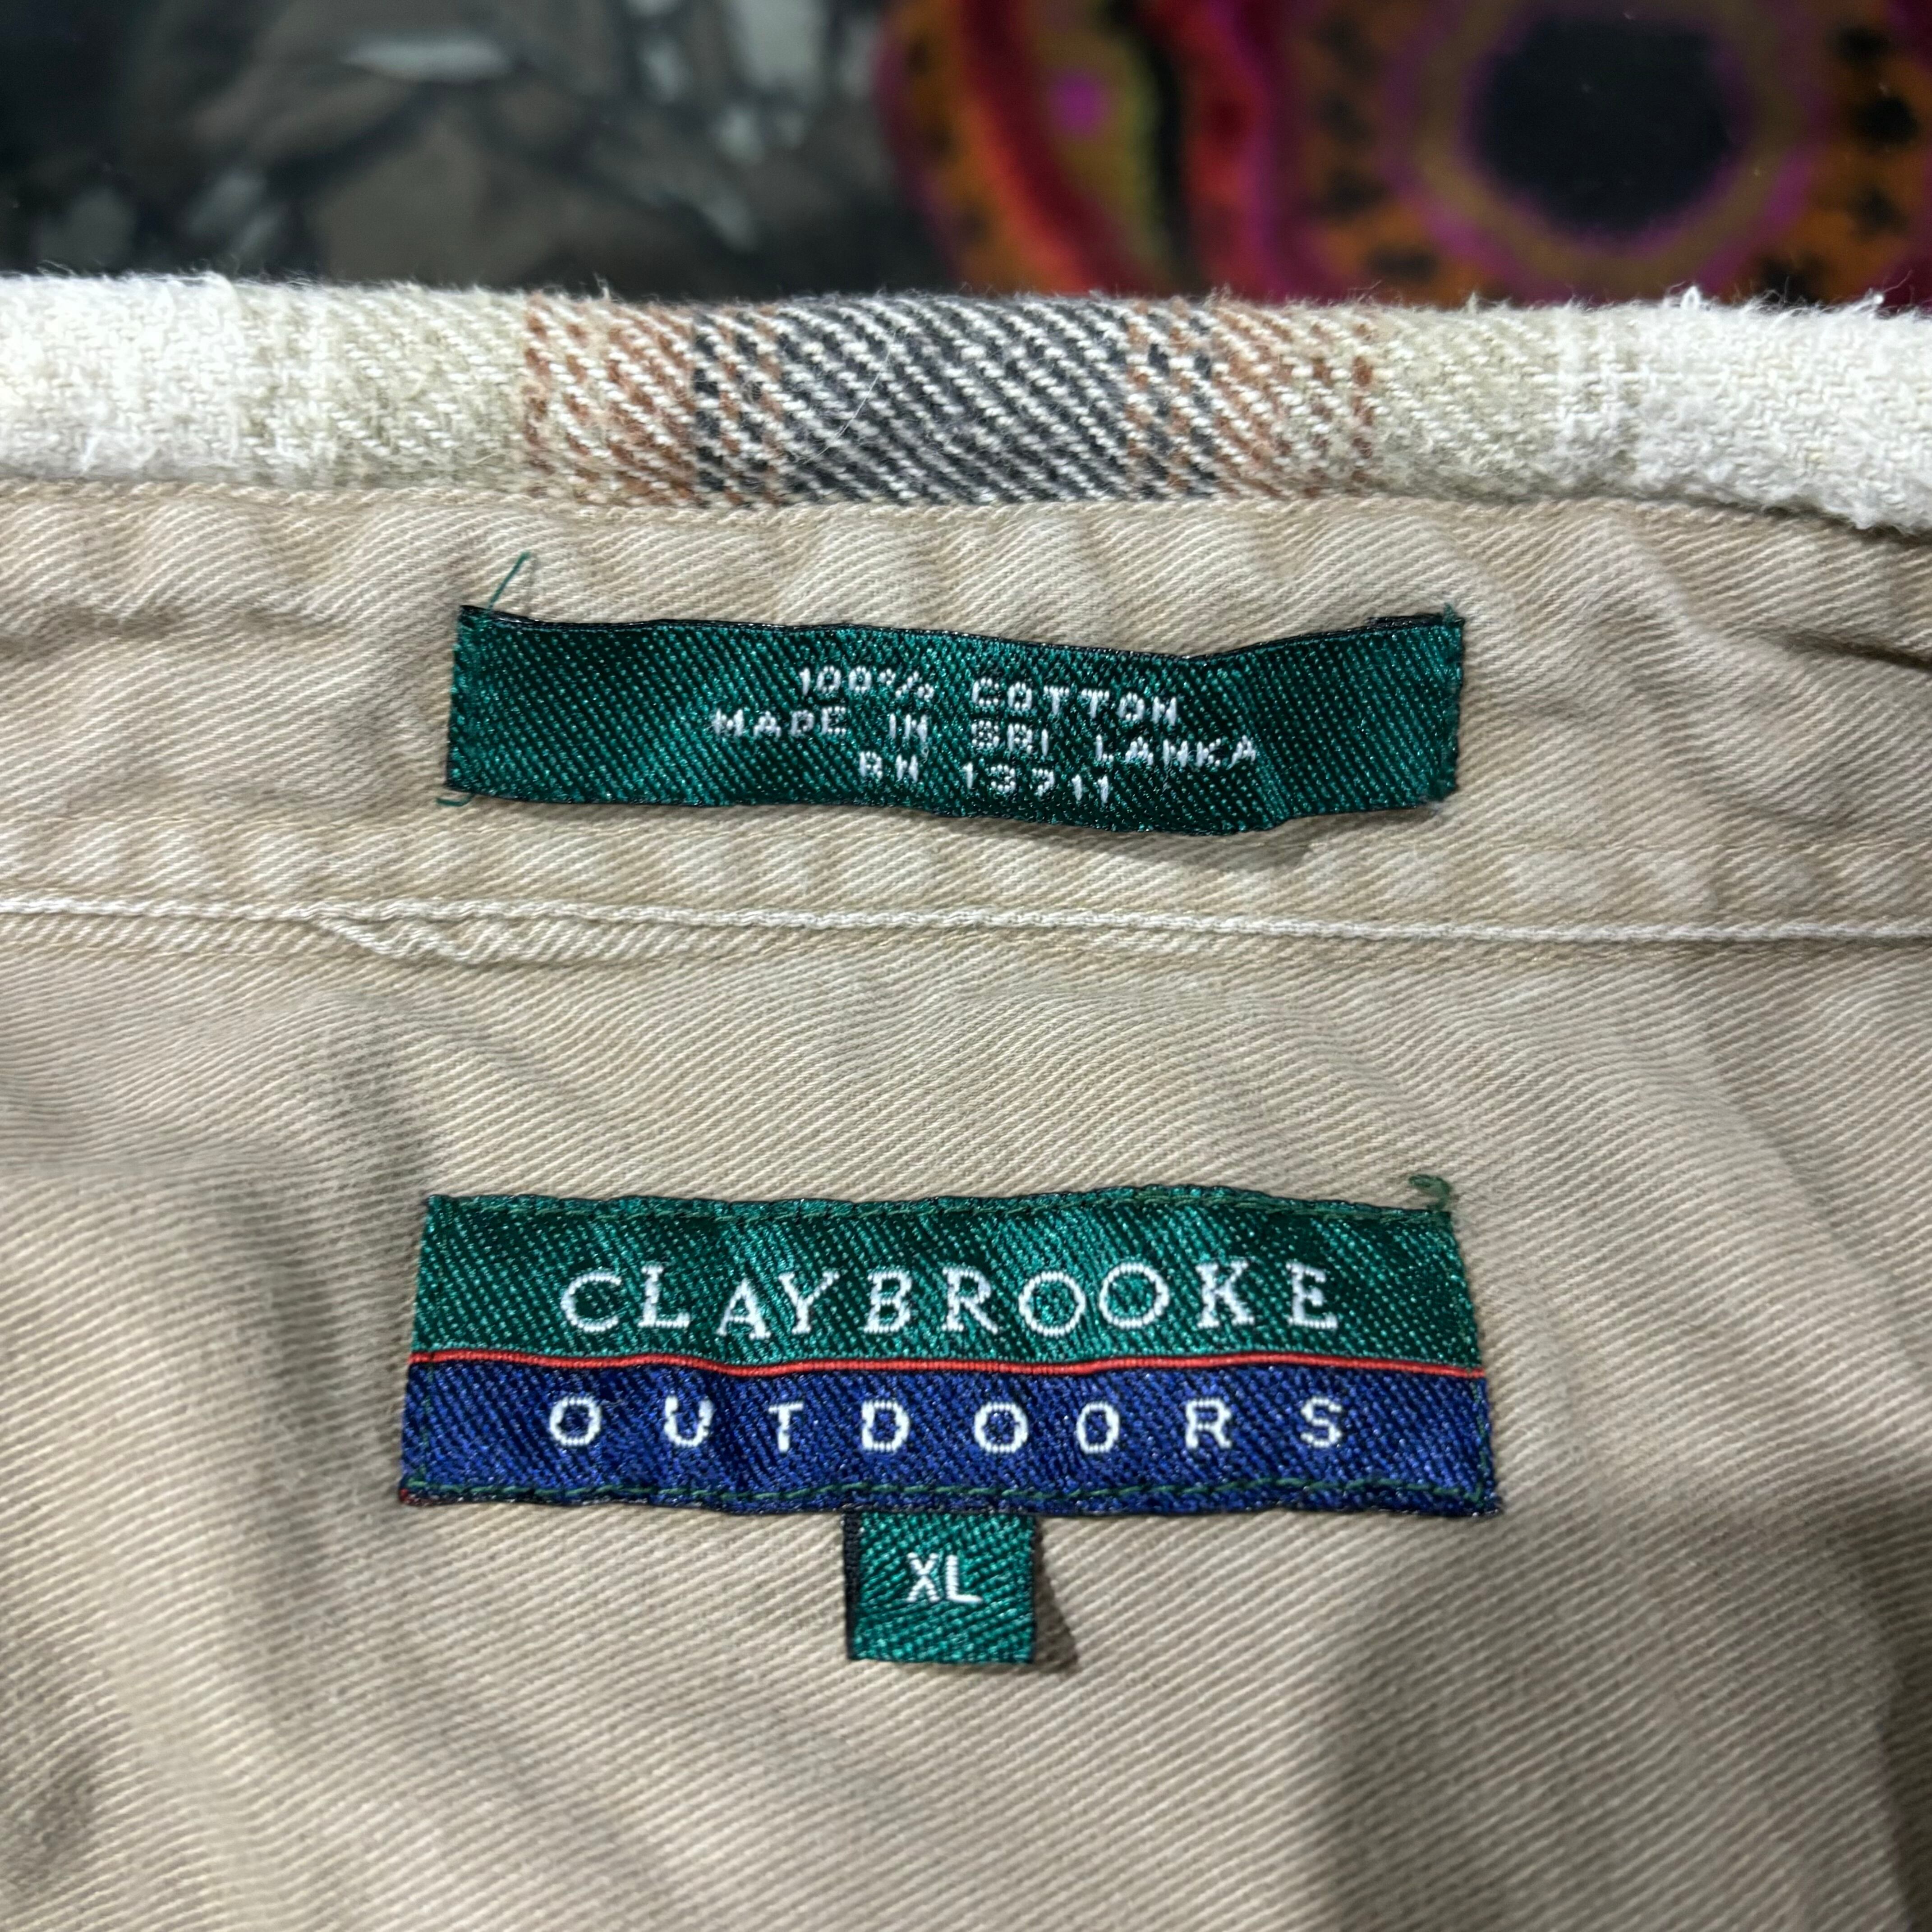 100% COTTON
MADE IN SRI LANKA
RN 13711
CLAYBROOKE
OUTDOORS
XL